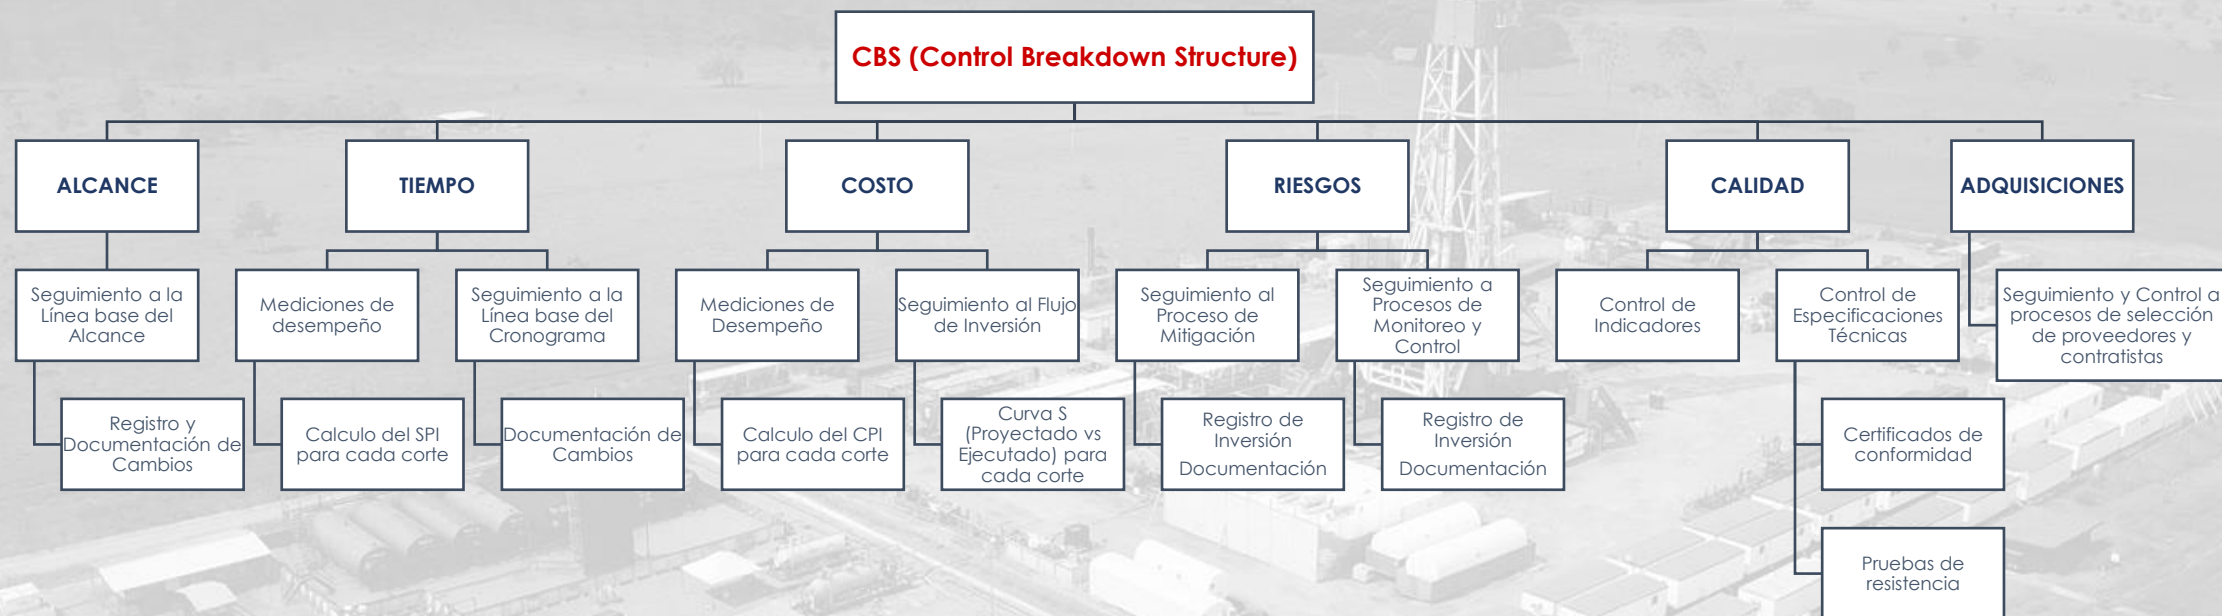 CBS (Control Breakdown Structure)
ALCANCE
TIEMPO
COSTO
RIESGOS
CALIDAD
ADQUISICIONES
Seguimiento a la
Línea base del
Alcance
Mediciones de
desempeño
Seguimiento a la
Línea base del
Cronograma
Mediciones de
Desempeño
Seguimiento al Flujo
de Inversión
Seguimiento al
Proceso de
Mitigación
Seguimiento a
Procesos de
Monitoreo y
Control
Control de
Indicadores
Control de
Especificaciones
Técnicas
Seguimiento y Control a
procesos de selección
de proveedores y
contratistas
Registro y
Documentación de
Cambios
Calculo del SPI
para cada corte
Documentación de
Cambios
Calculo del CPI
para cada corte
Curva S
(Proyectado vs
Ejecutado) para
cada corte
Registro de
Inversión
Documentación
Registro de
Inversión
Documentación
Certificados de
conformidad
Pruebas de
resistencia